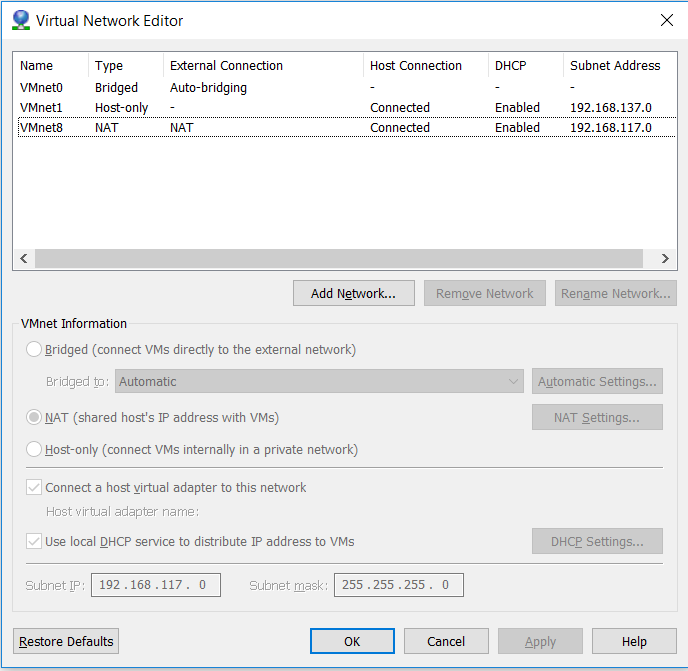 Virtual Network Editor
Name Type External Connection Host Connection DHCP Subnet Address
VMnet0 Bridged Auto-bridging - - -
VMnet1 Host-only - Connected Enabled 192.168.137.0
VMnet8 NAT NAT Connected Enabled 192.168.117.0
Add Network... Remove Network Rename Network...
VMnet Information
Bridged (connect VMs directly to the external network)
Bridged to: Automatic Automatic Settings...
NAT (shared host's IP address with VMs) NAT Settings...
Host-only (connect VMs internally in a private network)
Connect a host virtual adapter to this network
Host virtual adapter name:
Use local DHCP service to distribute IP address to VMs DHCP Settings...
Subnet IP: 192 . 168 . 117 . 0 Subnet mask: 255 . 255 . 255 . 0
Restore Defaults OK Cancel Apply Help